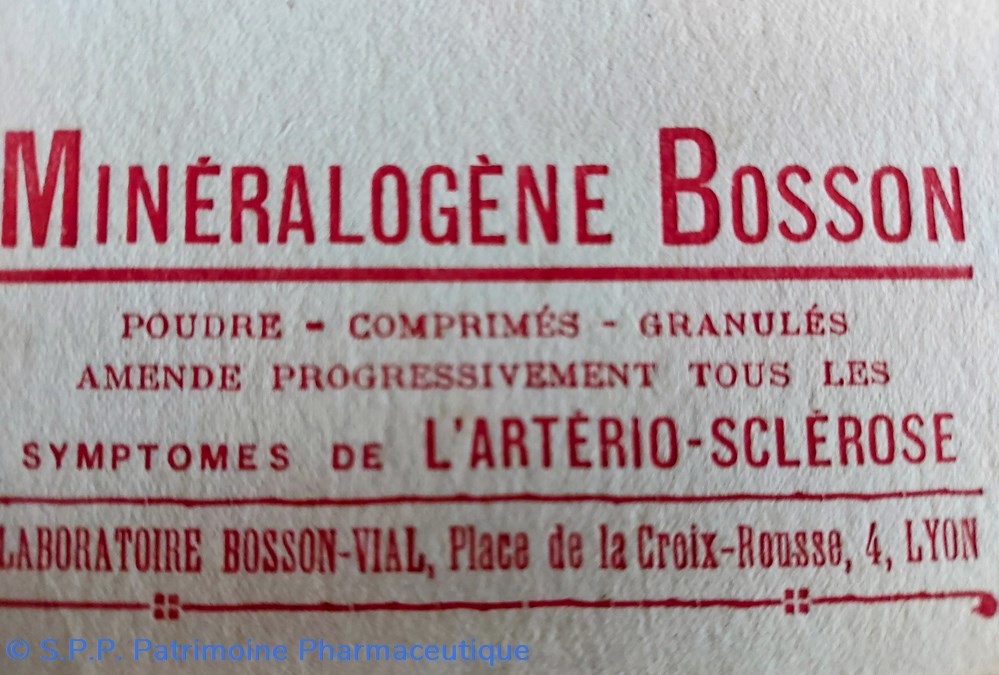 MINÉRALOGÈNE BOSSON
POUDRE - COMPRIMÉS - GRANULÉS
AMENDE PROGRESSIVEMENT TOUS LES
SYMPTOMES DE L'ARTÉRIO-SCLÉROSE
LABORATOIRE BOSSON-VIAL, Place de la Croix-Rousse, 4, LYON
© S.P.P. Patrimoine Pharmaceutique